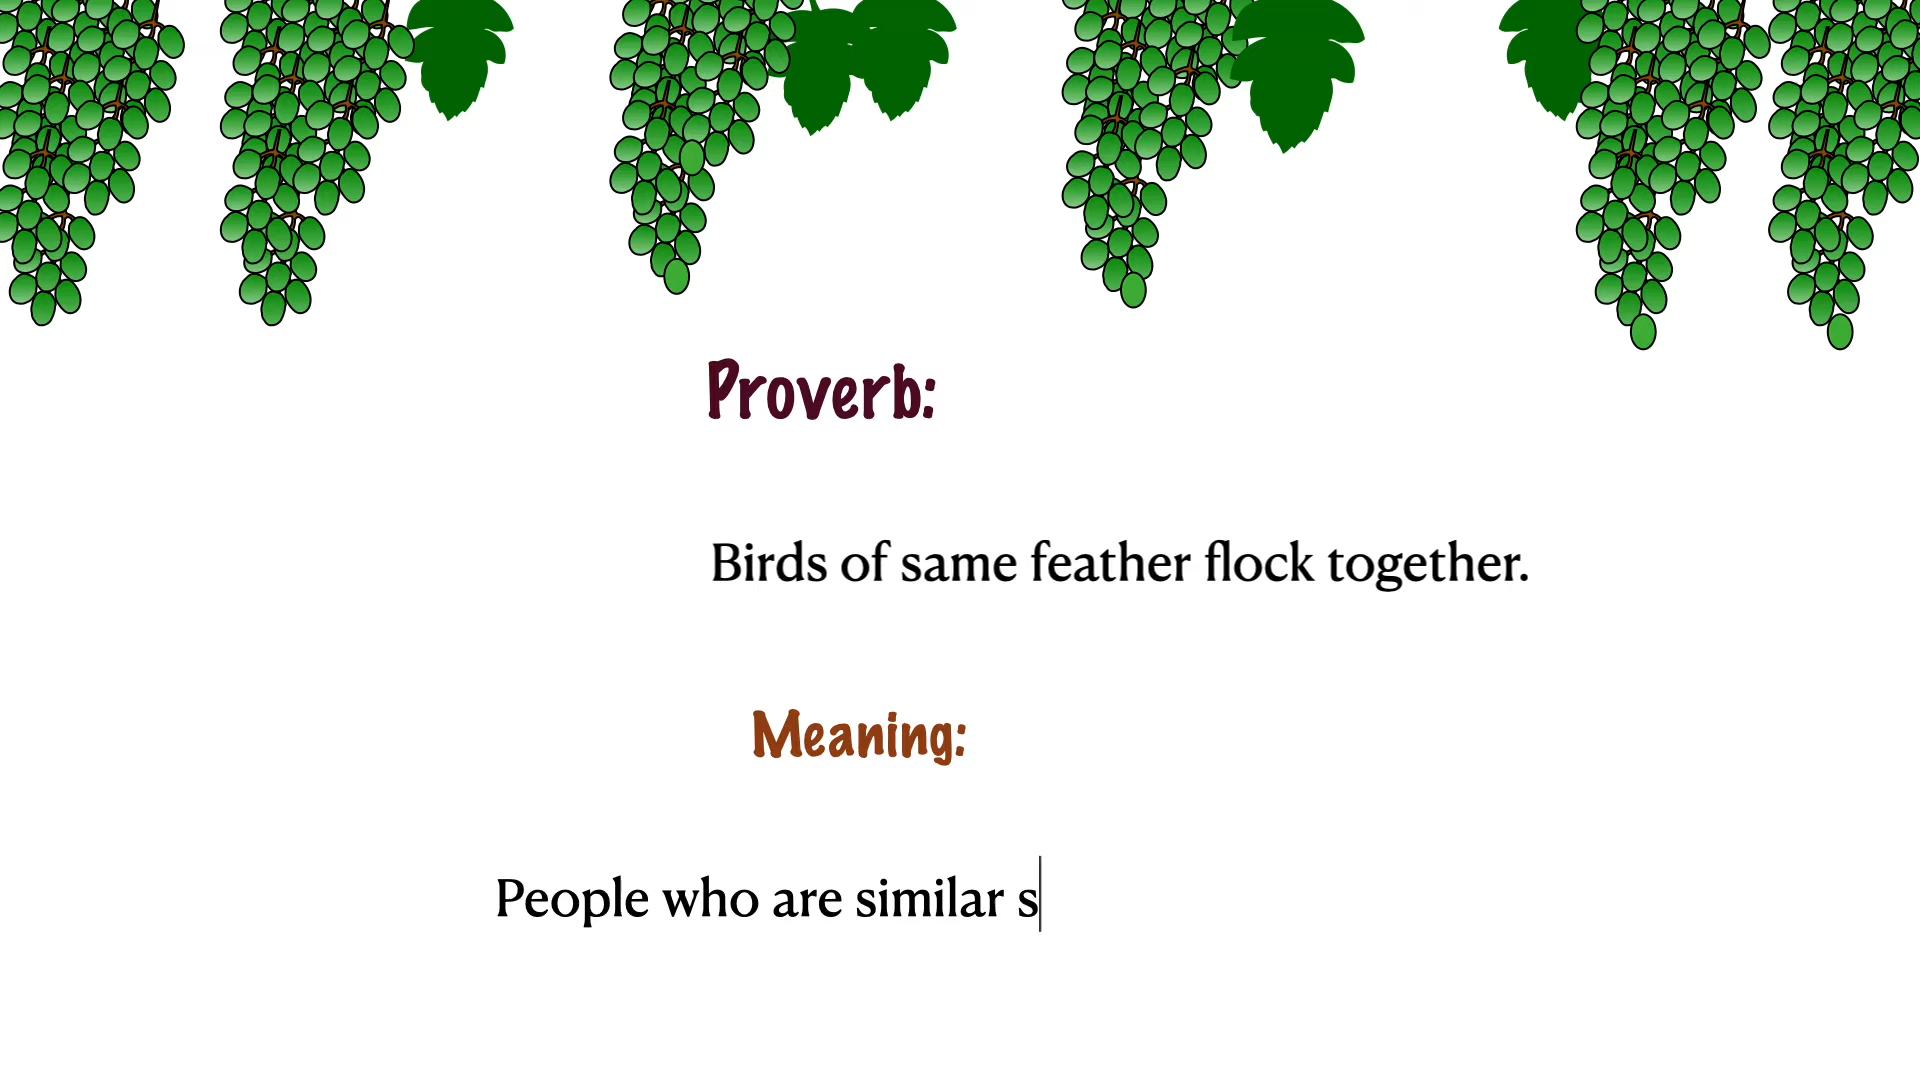 Proverb:
Birds of same feather flock together.
Meaning:
People who are similar s